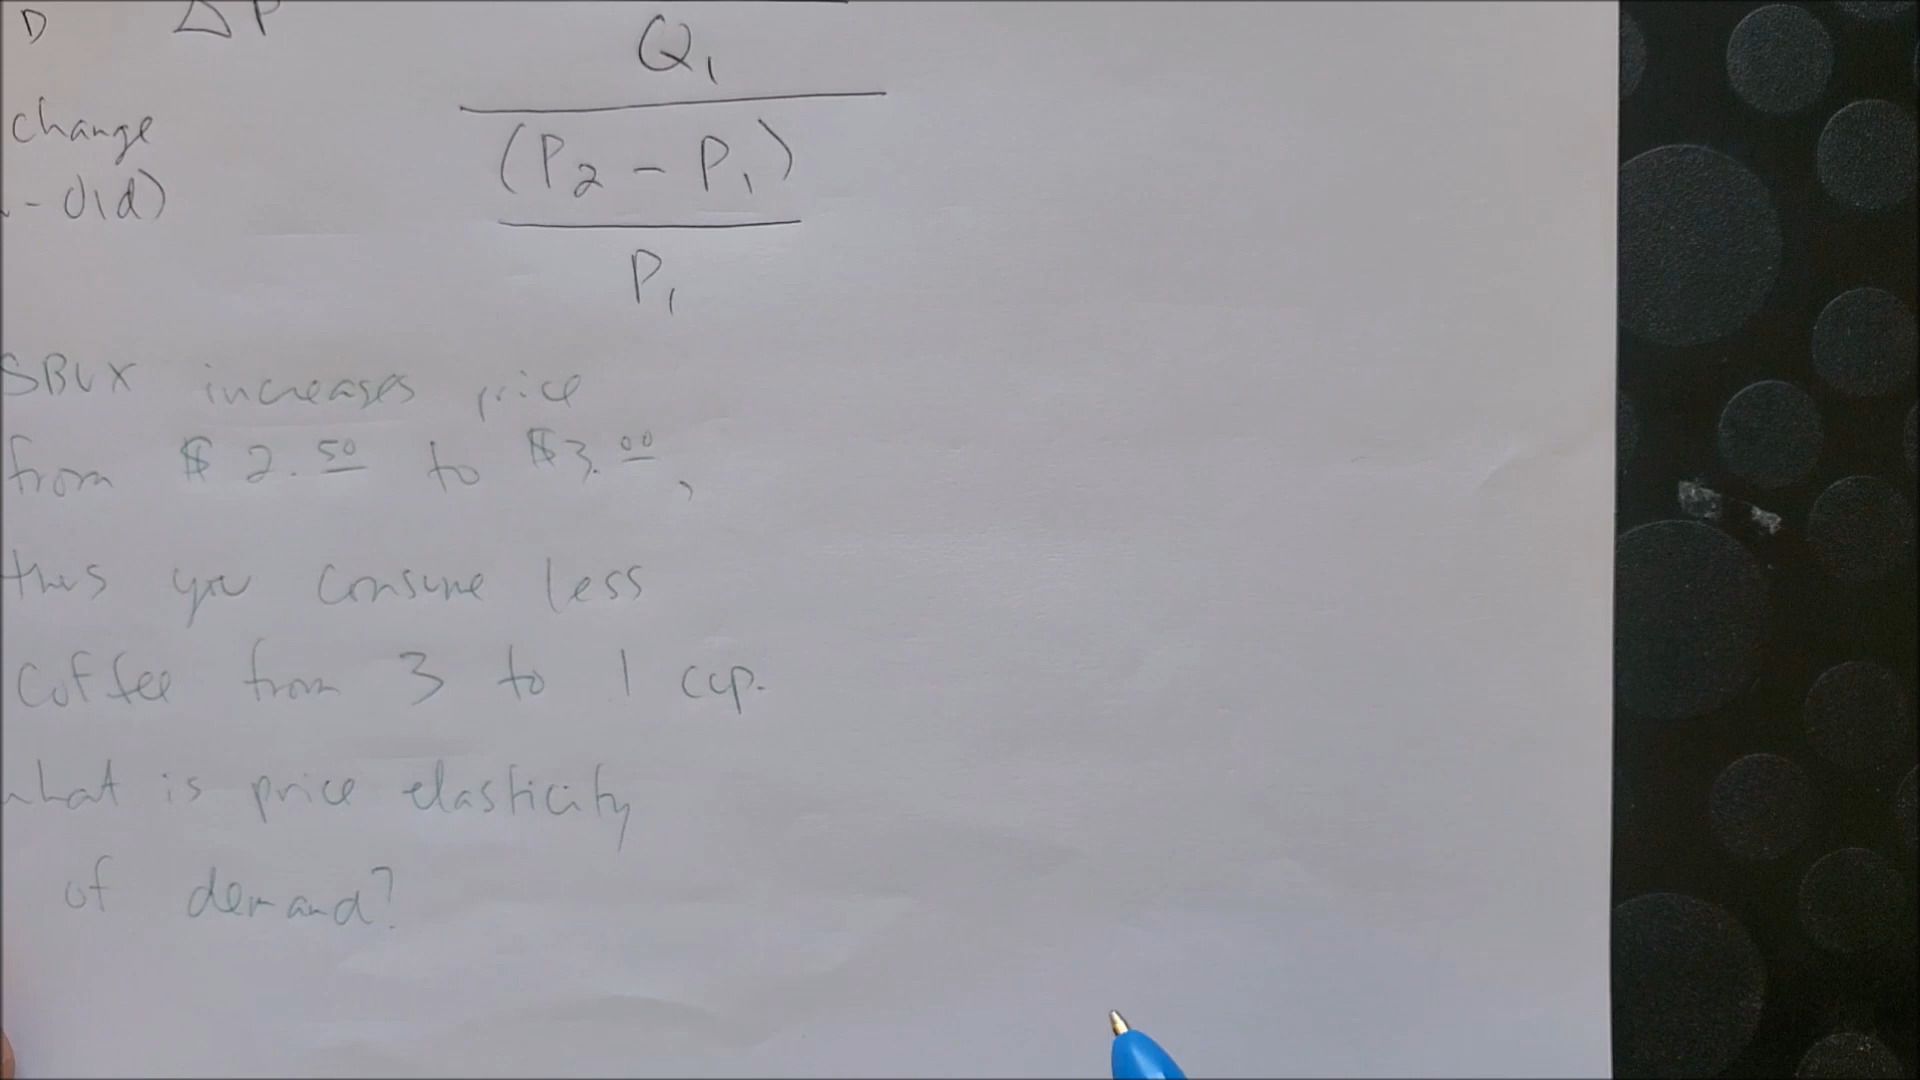 D ΔP
Q₁
change
(P₂ - P₁)
- old)
P₁
SBUX increases price
from $2.50 to $3.00,
thus you consume less
coffee from 3 to 1 cup.
what is price elasticity
of demand?